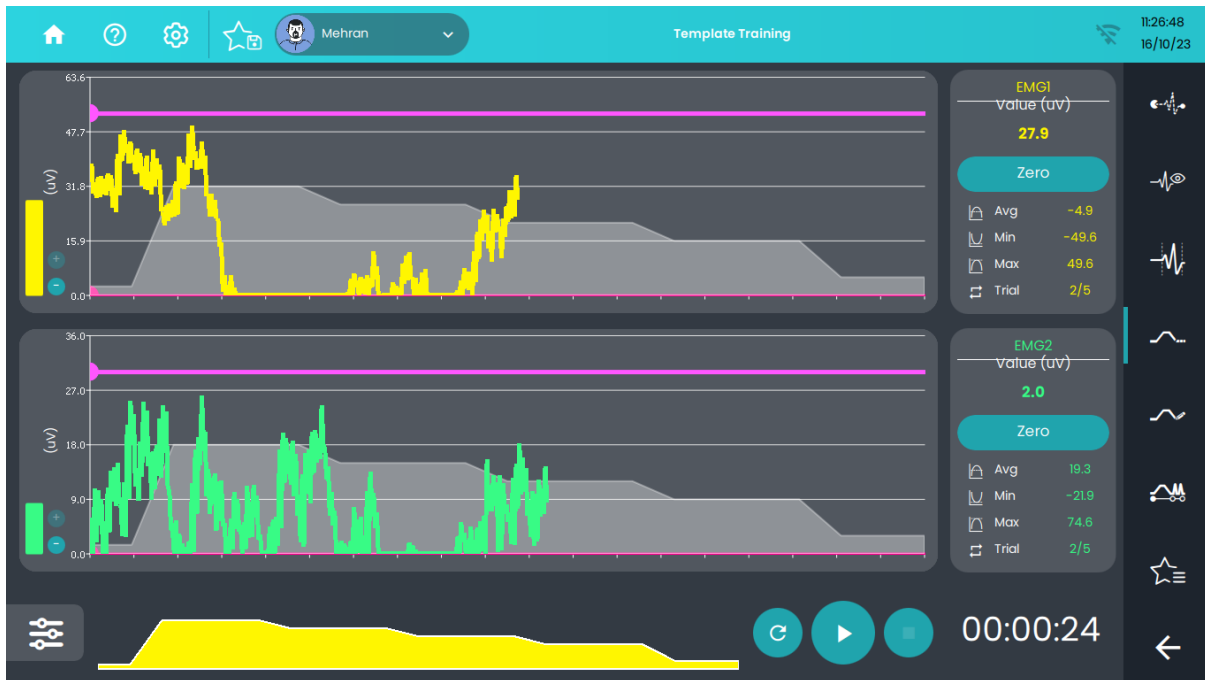 Mehran
Template Training
11:26:48
16/10/23
63.6
47.7
31.8
15.9
0.0
(uV)
+
-
EMG1
Value (uV)
27.9
Zero
Avg -4.9
Min -49.6
Max 49.6
Trial 2/5
36.0
27.0
18.0
9.0
0.0
(uV)
+
-
EMG2
Value (uV)
2.0
Zero
Avg 19.3
Min -21.9
Max 74.6
Trial 2/5
00:00:24